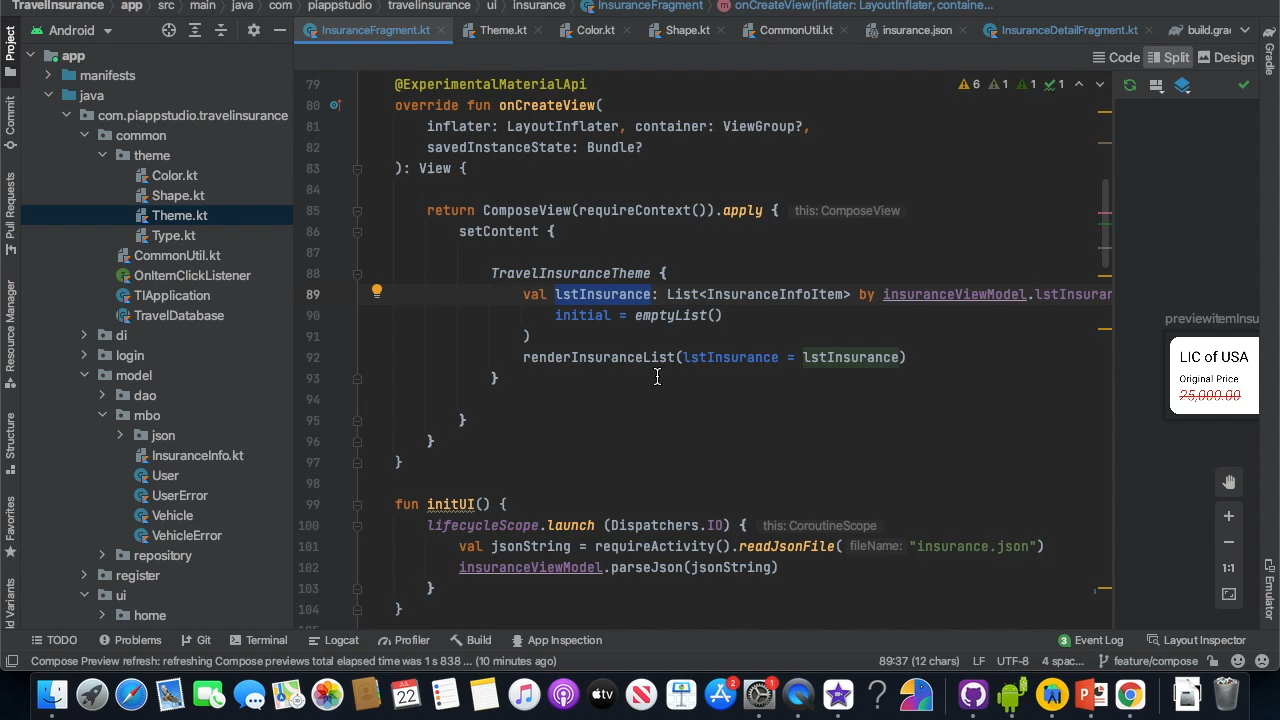 TravelInsurance
app
src
main
java
com
piappstudio
travelinsurance
ui
insurance
InsuranceFragment
onCreateView(inflater: LayoutInflater, containe...
Android
InsuranceFragment.kt
Theme.kt
Color.kt
Shape.kt
CommonUtil.kt
insurance.json
InsuranceDetailFragment.kt
build.gra
Code
Split
Design
Project
Commit
Pull Requests
Resource Manager
Structure
Favorites
Gradle
Emulator
app
manifests
java
com.piappstudio.travelinsurance
common
theme
Color.kt
Shape.kt
Theme.kt
Type.kt
CommonUtil.kt
OnItemClickListener
TIApplication
TravelDatabase
di
login
model
dao
mbo
json
InsuranceInfo.kt
User
UserError
Vehicle
VehicleError
repository
register
ui
home
79 @ExperimentalMaterialApi
6 1 1 1
80 override fun onCreateView(
81 inflater: LayoutInflater, container: ViewGroup?,
82 savedInstanceState: Bundle?
83 ): View {
84
85 return ComposeView(requireContext()).apply { this: ComposeView
86 setContent {
87
88 TravelInsuranceTheme {
89 val lstInsurance: List<InsuranceInfoItem> by insuranceViewModel.lstInsurar
90 initial = emptyList()
91 )
92 renderInsuranceList(lstInsurance = lstInsurance)
93 }
94
95 }
96 }
97 }
98
99 fun initUI() {
100 lifecycleScope.launch (Dispatchers.IO) { this: CoroutineScope
101 val jsonString = requireActivity().readJsonFile( fileName: "insurance.json")
102 insuranceViewModel.parseJson(jsonString)
103 }
104 }
previewitemInsu
LIC of USA
Original Price
25,000.00
1:1
TODO
Problems
Git
Terminal
Logcat
Profiler
Build
App Inspection
3 Event Log
Layout Inspector
Compose Preview refresh: refreshing Compose previews total elapsed time was 1 s 838 ... (10 minutes ago)
89:37 (12 chars)
LF
UTF-8
4 spac...
feature/compose
JUL
22
tv
2
1